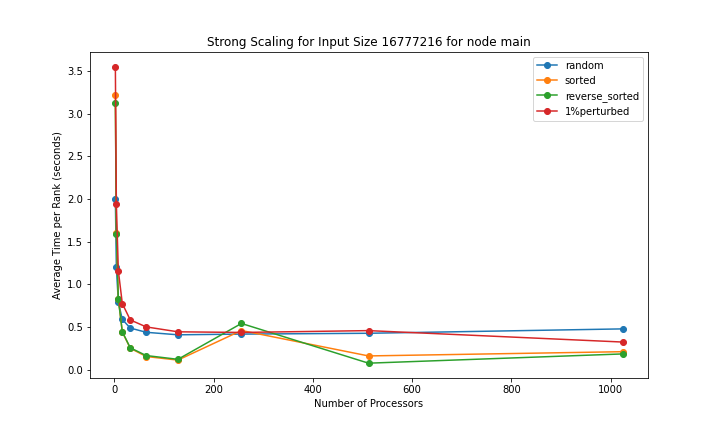 Strong Scaling for Input Size 16777216 for node main
random
sorted
reverse_sorted
1%perturbed
Average Time per Rank (seconds)
3.5
3.0
2.5
2.0
1.5
1.0
0.5
0.0
0 200 400 600 800 1000
Number of Processors